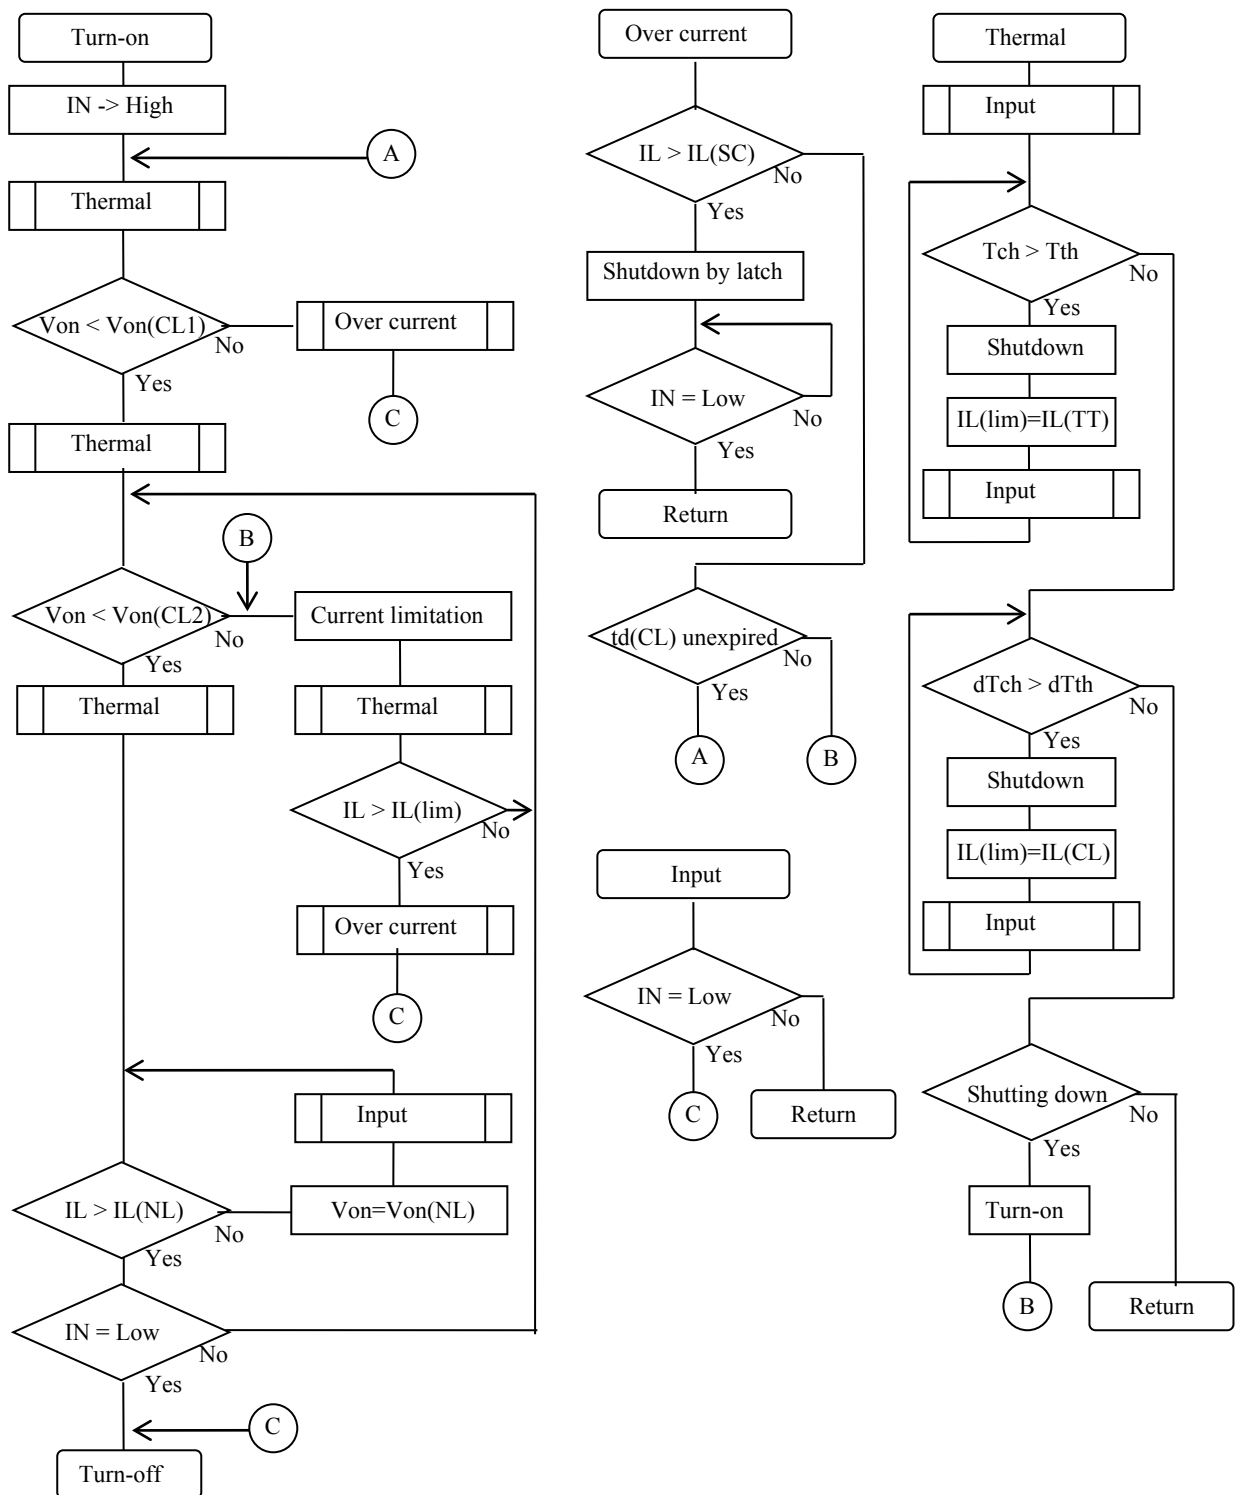 Turn-on
IN -> High
A
Thermal
Von < Von(CL1)
No
Yes
Over current
C
Thermal
B
Von < Von(CL2)
No
Yes
Current limitation
Thermal
Thermal
IL > IL(lim)
No
Yes
Over current
C
Input
IL > IL(NL)
No
Yes
Von=Von(NL)
IN = Low
No
Yes
C
Turn-off
Over current
IL > IL(SC)
No
Yes
Shutdown by latch
IN = Low
No
Yes
Return
td(CL) unexpired
No
Yes
A
B
Input
IN = Low
No
Yes
C
Return
Thermal
Input
Tch > Tth
No
Yes
Shutdown
IL(lim)=IL(TT)
Input
dTch > dTth
No
Yes
Shutdown
IL(lim)=IL(CL)
Input
Shutting down
No
Yes
Turn-on
B
Return